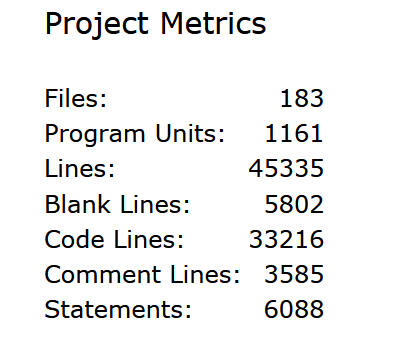 Project Metrics
Files: 183
Program Units: 1161
Lines: 45335
Blank Lines: 5802
Code Lines: 33216
Comment Lines: 3585
Statements: 6088